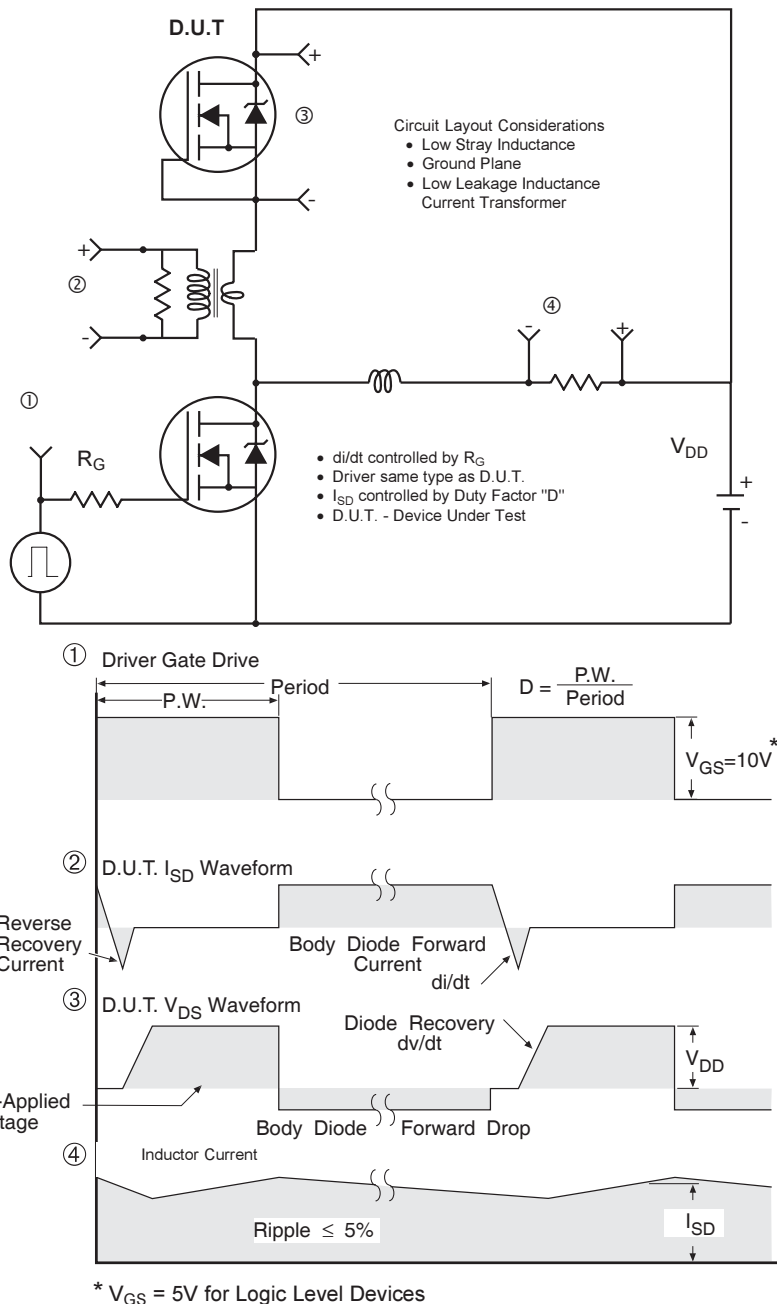 D.U.T
+
③
-
Circuit Layout Considerations
• Low Stray Inductance
• Ground Plane
• Low Leakage Inductance
Current Transformer
+
②
-
④
- +
①
R_G
• di/dt controlled by R_G
• Driver same type as D.U.T.
• I_SD controlled by Duty Factor "D"
• D.U.T. - Device Under Test
V_DD
+
-
① Driver Gate Drive
P.W.
Period
D = P.W.
Period
V_GS=10V*
② D.U.T. I_SD Waveform
Reverse
Recovery
Current
Body Diode Forward
Current
di/dt
③ D.U.T. V_DS Waveform
Diode Recovery
dv/dt
V_DD
-Applied
Body Diode Forward Drop
④ Inductor Current
Ripple ≤ 5%
I_SD
* V_GS = 5V for Logic Level Devices